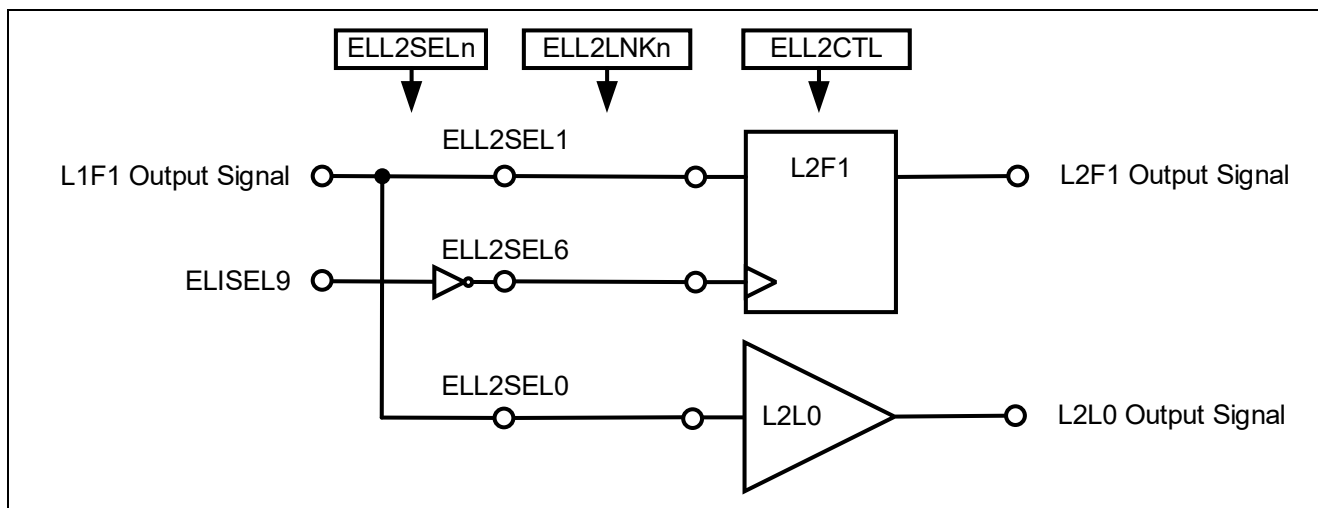 ELL2SELn
ELL2LNKn
ELL2CTL
ELL2SEL1
L1F1 Output Signal
L2F1
L2F1 Output Signal
ELL2SEL6
ELISEL9
ELL2SEL0
L2L0
L2L0 Output Signal